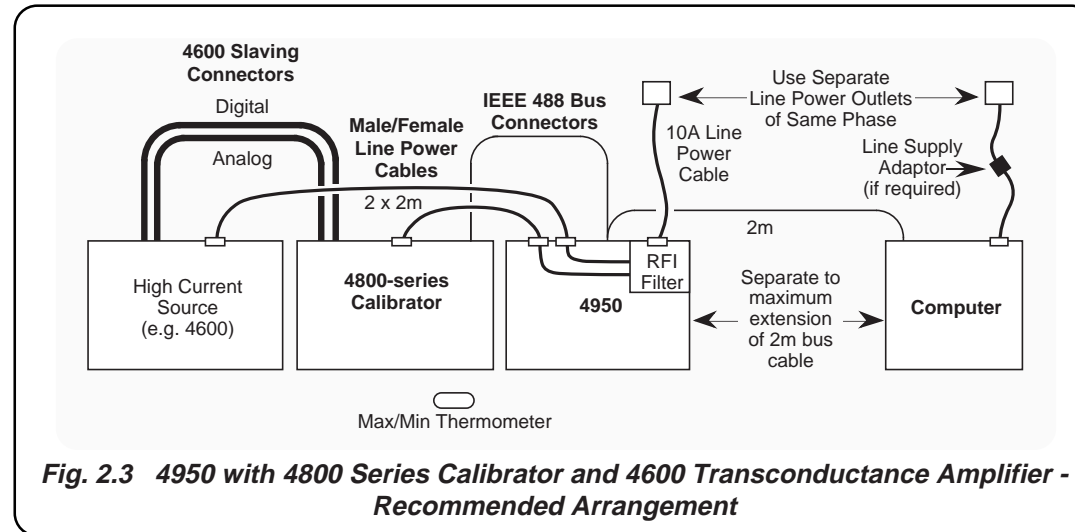 4600 Slaving
Connectors
Digital
Analog
Male/Female
Line Power
Cables
2 x 2m
IEEE 488 Bus
Connectors
10A Line
Power
Cable
Use Separate
Line Power Outlets
of Same Phase
Line Supply
Adaptor
(if required)
2m
High Current
Source
(e.g. 4600)
4800-series
Calibrator
4950
RFI
Filter
Separate to
maximum
extension
of 2m bus
cable
Computer
Max/Min Thermometer
Fig. 2.3 4950 with 4800 Series Calibrator and 4600 Transconductance Amplifier -
Recommended Arrangement